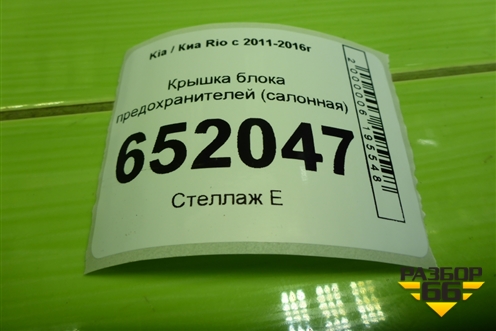 Kia / Киа Rio с 2011-2016г
Крышка блока
предохранителей (салонная)
652047
Стеллаж Е
2000006195548
РАЗБОР
66